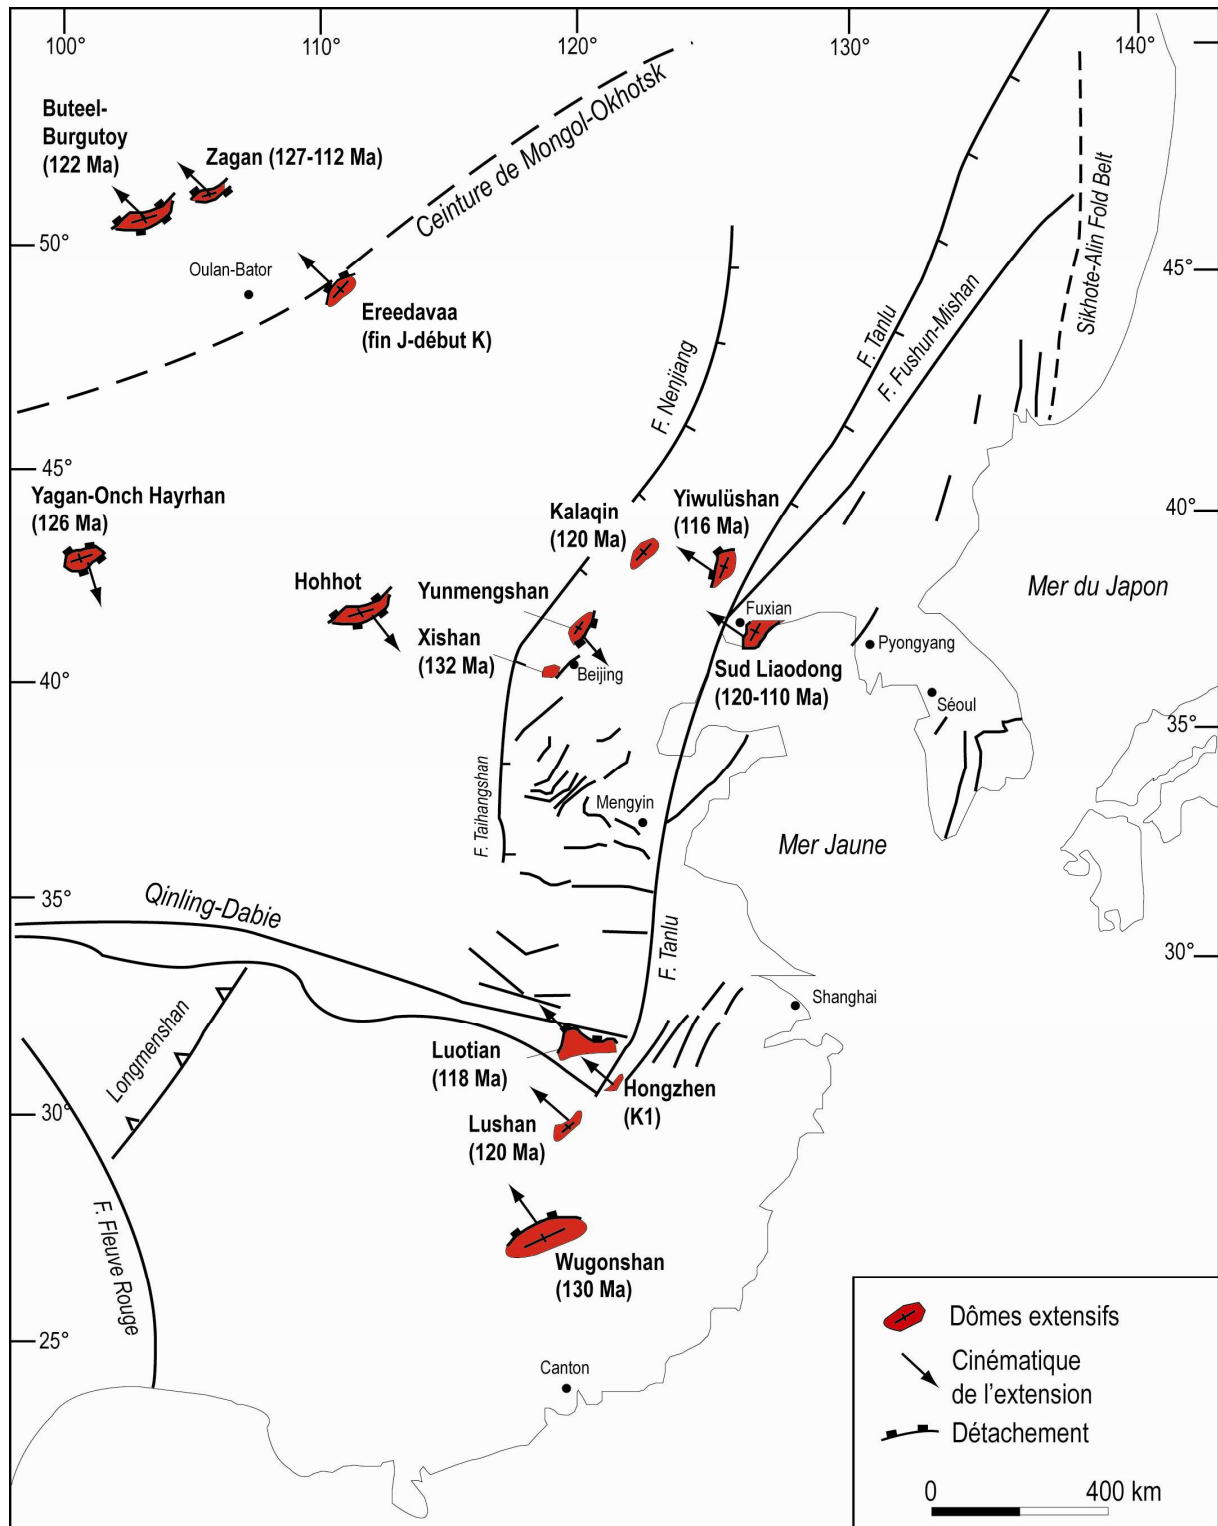 100°
110°
120°
130°
140°
Buteel-
Burgutoy
(122 Ma)
Zagan (127-112 Ma)
Ceinture de Mongol-Okhotsk
Sikhote-Alin Fold Belt
50°
45°
Oulan-Bator
Ereedavaa
(fin J-début K)
F. Nenjiang
F. Tanlu
F. Fushun-Mishan
45°
40°
Yagan-Onch Hayrhan
(126 Ma)
Kalaqin
(120 Ma)
Yiwulüshan
(116 Ma)
Hohhot
Yunmengshan
Mer du Japon
Fuxian
Xishan
(132 Ma)
Beijing
Pyongyang
Sud Liaodong
(120-110 Ma)
Séoul
40°
35°
F. Taihangshan
Mengyin
Mer Jaune
35°
Qinling-Dabie
F. Tanlu
30°
Longmenshan
Shanghai
Luotian
(118 Ma)
Hongzhen
(K1)
30°
Lushan
(120 Ma)
F. Fleuve Rouge
Wugonshan
(130 Ma)
25°
Canton
Dômes extensifs
Cinématique
de l'extension
Détachement
0
400 km